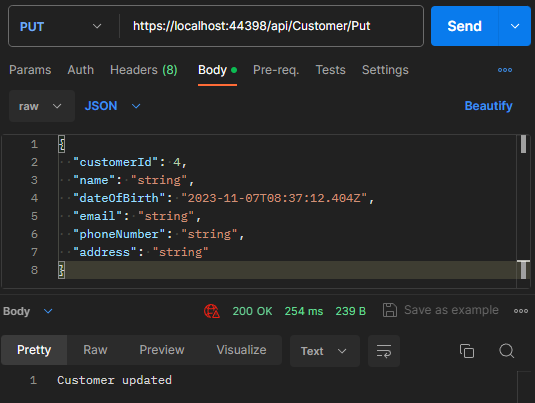 PUT https://localhost:44398/api/Customer/Put Send
Params Auth Headers (8) Body Pre-req. Tests Settings
raw JSON Beautify
1 {
2 "customerId": 4,
3 "name": "string",
4 "dateOfBirth": "2023-11-07T08:37:12.404Z",
5 "email": "string",
6 "phoneNumber": "string",
7 "address": "string"
8 }
Body 200 OK 254 ms 239 B Save as example
Pretty Raw Preview Visualize Text
1 Customer updated